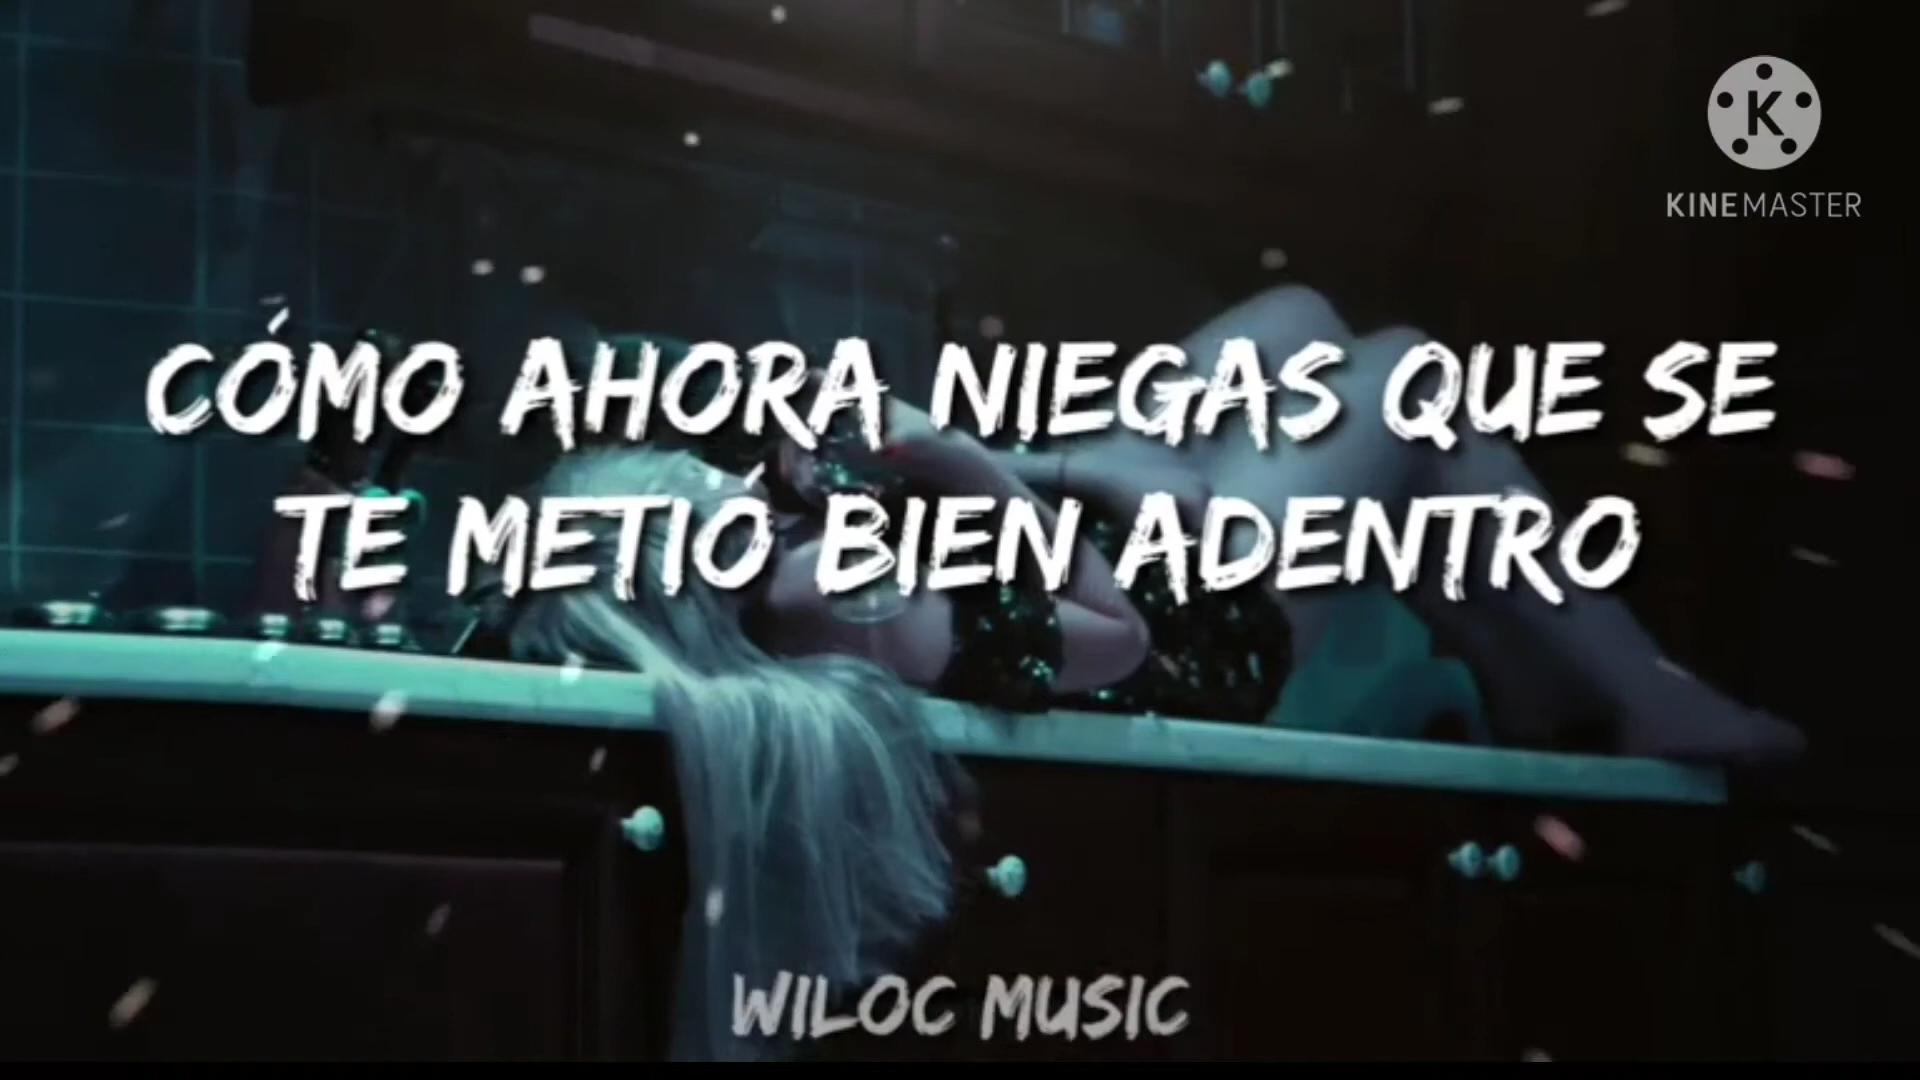 K
KINEMASTER
CÓMO AHORA NIEGAS QUE SE
TE METIÓ BIEN ADENTRO
WILOC MUSIC